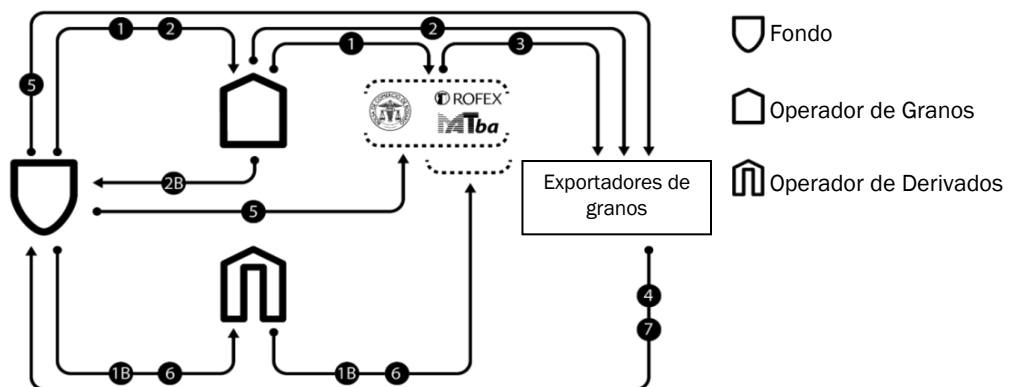 1 2
2
1
3
5
Fondo
ROFEX
MATba
Operador de Granos
2B
5
Exportadores de
granos
Operador de Derivados
4
7
1B 6
1B 6